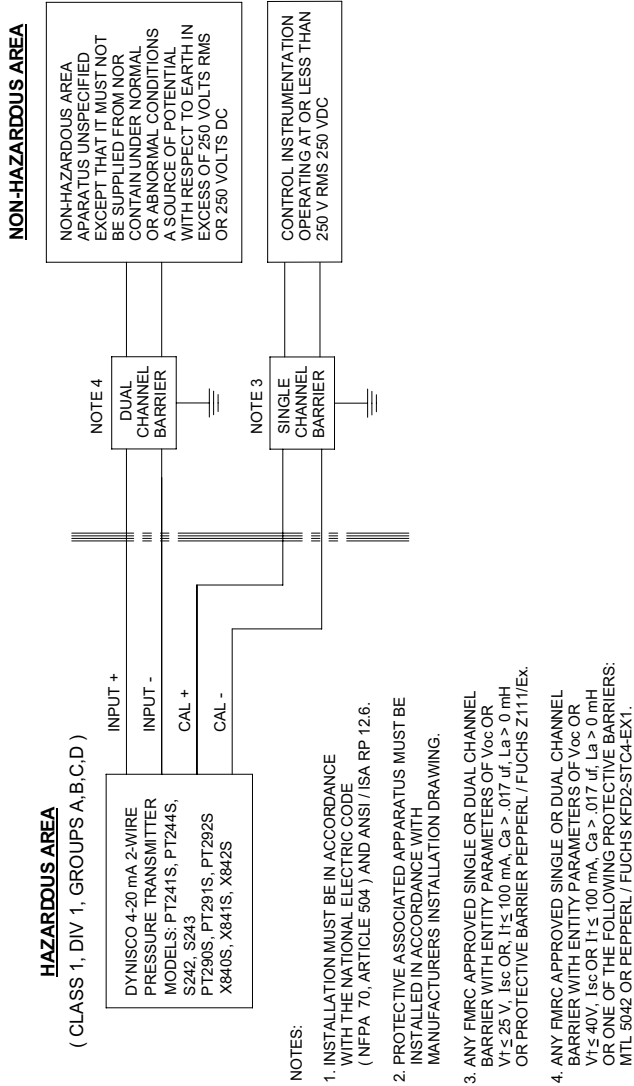 HAZARDOUS AREA
( CLASS 1, DIV 1, GROUPS A,B,C,D )
NON-HAZARDOUS AREA
DYNISCO 4-20 mA 2-WIRE
PRESSURE TRANSMITTER
MODELS: PT241S, PT244S,
S242, S243
PT290S, PT291S, PT292S
X840S, X841S, X842S
INPUT +
INPUT -
CAL +
CAL -
NOTE 4
DUAL
CHANNEL
BARRIER
NOTE 3
SINGLE
CHANNEL
BARRIER
NON-HAZARDOUS AREA
APPARATUS UNSPECIFIED
EXCEPT THAT IT MUST NOT
BE SUPPLIED FROM NOR
CONTAIN UNDER NORMAL
OR ABNORMAL CONDITIONS
A SOURCE OF POTENTIAL
WITH RESPECT TO EARTH IN
EXCESS OF 250 VOLTS RMS
OR 250 VOLTS DC
CONTROL INSTRUMENTATION
OPERATING AT OR LESS THAN
250 V RMS 250 VDC
NOTES:
1. INSTALLATION MUST BE IN ACCORDANCE
WITH THE NATIONAL ELECTRIC CODE
( NFPA 70, ARTICLE 504 ) AND ANSI / ISA RP 12.6.
2. PROTECTIVE ASSOCIATED APPARATUS MUST BE
INSTALLED IN ACCORDANCE WITH
MANUFACTURERS INSTALLATION DRAWING.
3. ANY FMRC APPROVED SINGLE OR DUAL CHANNEL
BARRIER WITH ENTITY PARAMETERS OF Voc OR
Vt ≤ 25 V, Isc OR, It ≤ 100 mA, Ca > .017 uf, La > 0 mH
OR PROTECTIVE BARRIER PEPPERL / FUCHS Z111/Ex.
4. ANY FMRC APPROVED SINGLE OR DUAL CHANNEL
BARRIER WITH ENTITY PARAMETERS OF Voc OR
Vt ≤ 40V, Isc OR It ≤ 100 mA, Ca > .017 uf, La > 0 mH
OR ONE OF THE FOLLOWING PROTECTIVE BARRIERS:
MTL 5042 OR PEPPERL / FUCHS KFD2-STC4-EX1.